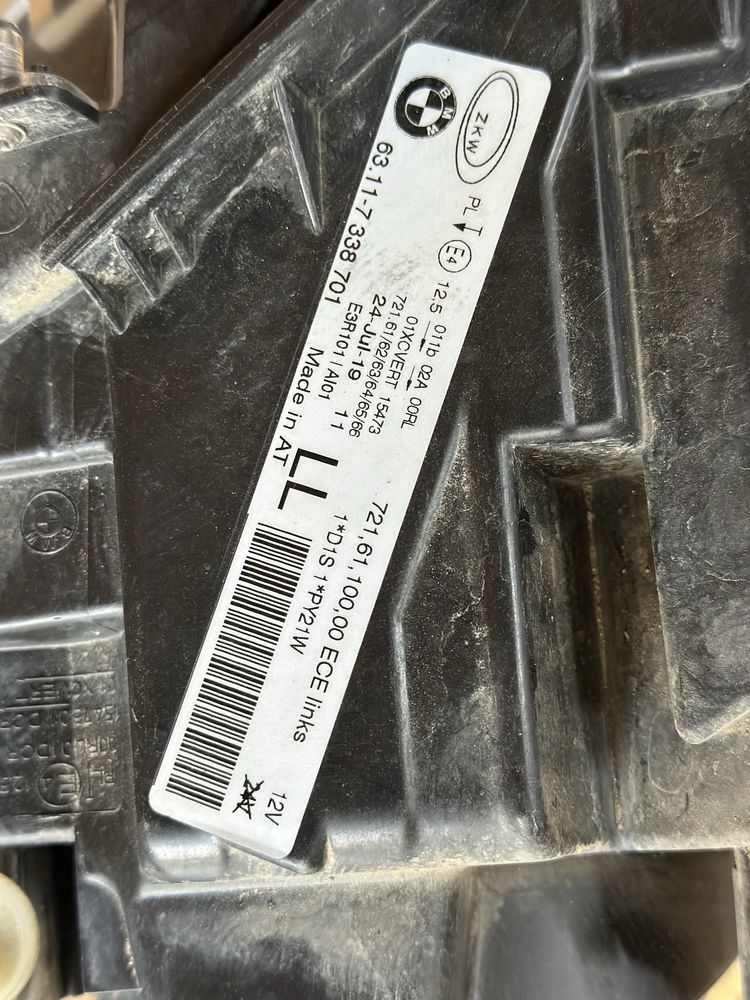 BMW
ZKW
PL E4 12,5 011b 02A 00RL
01XCVERT 15473
721,61/62/63/64/65/66
24-Jul-19 11
E3R101 | AI01
63.11-7 338 701 Made in AT
LL
721,61,100,00 ECE links
1*D1S 1*PY21W
12V
BMW